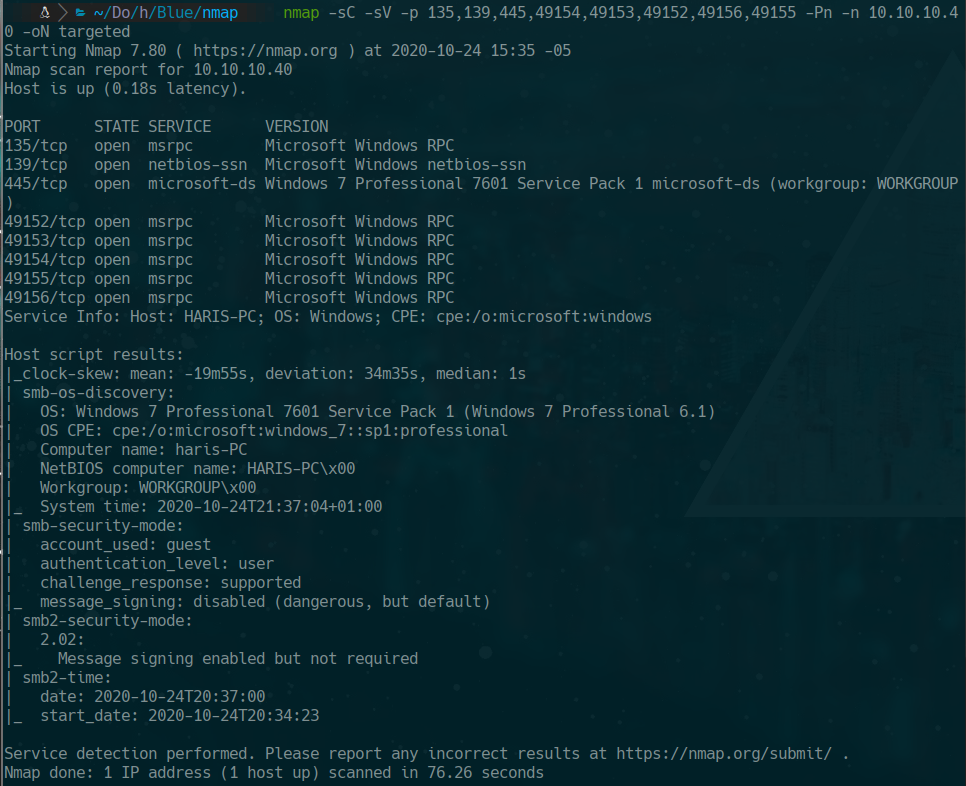 ~/Do/h/Blue/nmap nmap -sC -sV -p 135,139,445,49154,49153,49152,49156,49155 -Pn -n 10.10.10.4
0 -oN targeted
Starting Nmap 7.80 ( https://nmap.org ) at 2020-10-24 15:35 -05
Nmap scan report for 10.10.10.40
Host is up (0.18s latency).

PORT      STATE SERVICE      VERSION
135/tcp   open  msrpc        Microsoft Windows RPC
139/tcp   open  netbios-ssn  Microsoft Windows netbios-ssn
445/tcp   open  microsoft-ds Windows 7 Professional 7601 Service Pack 1 microsoft-ds (workgroup: WORKGROUP
)
49152/tcp open  msrpc        Microsoft Windows RPC
49153/tcp open  msrpc        Microsoft Windows RPC
49154/tcp open  msrpc        Microsoft Windows RPC
49155/tcp open  msrpc        Microsoft Windows RPC
49156/tcp open  msrpc        Microsoft Windows RPC
Service Info: Host: HARIS-PC; OS: Windows; CPE: cpe:/o:microsoft:windows

Host script results:
|_clock-skew: mean: -19m55s, deviation: 34m35s, median: 1s
| smb-os-discovery:
|   OS: Windows 7 Professional 7601 Service Pack 1 (Windows 7 Professional 6.1)
|   OS CPE: cpe:/o:microsoft:windows_7::sp1:professional
|   Computer name: haris-PC
|   NetBIOS computer name: HARIS-PC\x00
|   Workgroup: WORKGROUP\x00
|_  System time: 2020-10-24T21:37:04+01:00
| smb-security-mode:
|   account_used: guest
|   authentication_level: user
|   challenge_response: supported
|_  message_signing: disabled (dangerous, but default)
| smb2-security-mode:
|   2.02:
|_    Message signing enabled but not required
| smb2-time:
|   date: 2020-10-24T20:37:00
|_  start_date: 2020-10-24T20:34:23

Service detection performed. Please report any incorrect results at https://nmap.org/submit/ .
Nmap done: 1 IP address (1 host up) scanned in 76.26 seconds